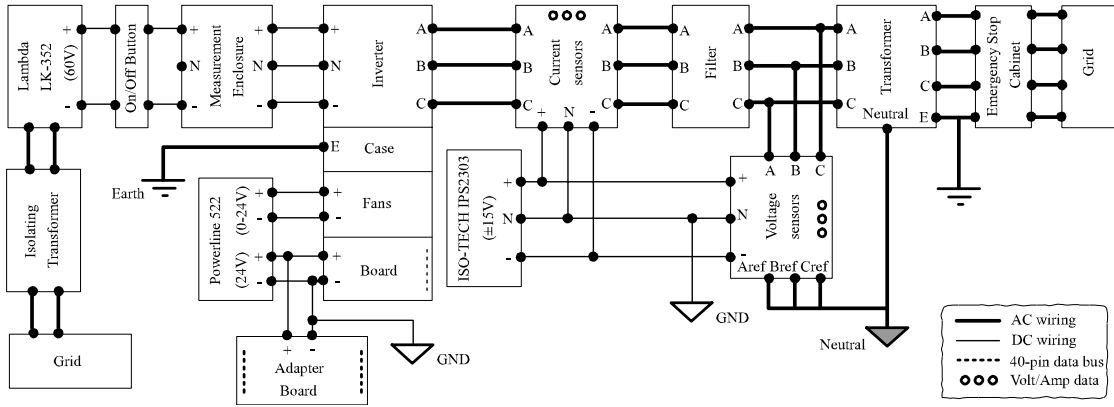 Lambda
LK-352
(60V)
+
-
On/Off Button
+
N
-
Measurement
Enclosure
+
N
-
Inverter
A
B
C
A
B
C
Current
sensors
A
B
C
+ N -
A
B
C
Filter
A
B
C
A
B
C
Transformer
Neutral
A
B
C
E
Emergency Stop
Cabinet
Grid
E
Case
Earth
Isolating
Transformer
Powerline 522
(0-24V)
(24V)
+
-
+
-
+
-
Fans
+
-
Board
ISO-TECH IPS2303
(±15V)
+
N
-
A B C
+
N
-
Voltage
sensors
Aref Bref Cref
GND
Neutral
Grid
+ -
Adapter
Board
GND
AC wiring
DC wiring
40-pin data bus
Volt/Amp data